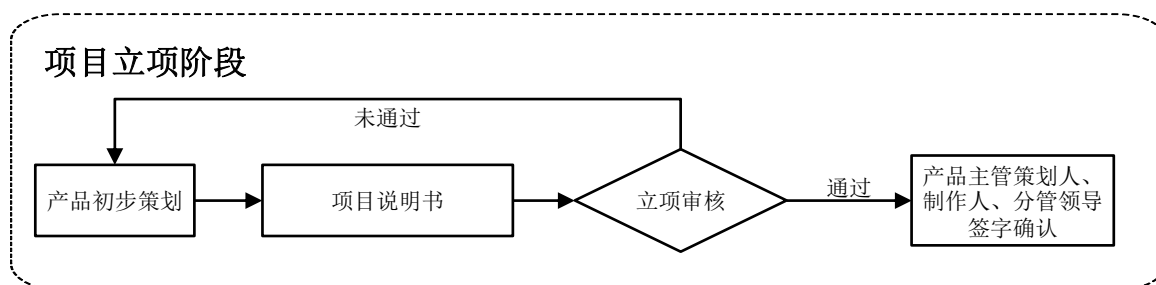 项目立项阶段
未通过
产品初步策划
项目说明书
立项审核
通过
产品主管策划人、
制作人、分管领导
签字确认